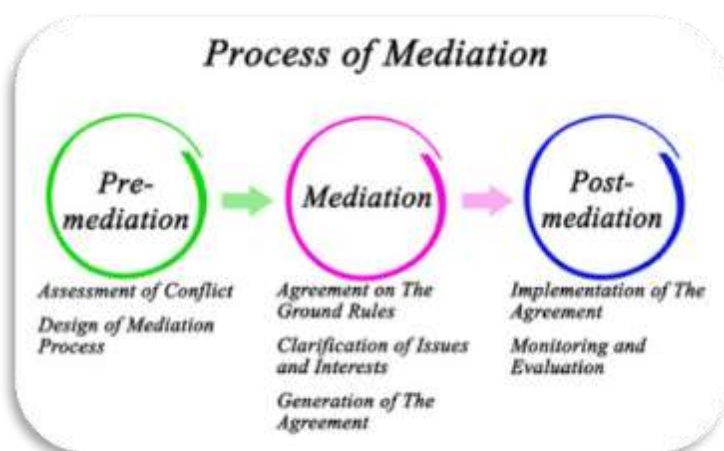 Process of Mediation
Pre-
mediation
Mediation
Post-
mediation
Assessment of Conflict
Design of Mediation
Process
Agreement on The
Ground Rules
Clarification of Issues
and Interests
Generation of The
Agreement
Implementation of The
Agreement
Monitoring and
Evaluation